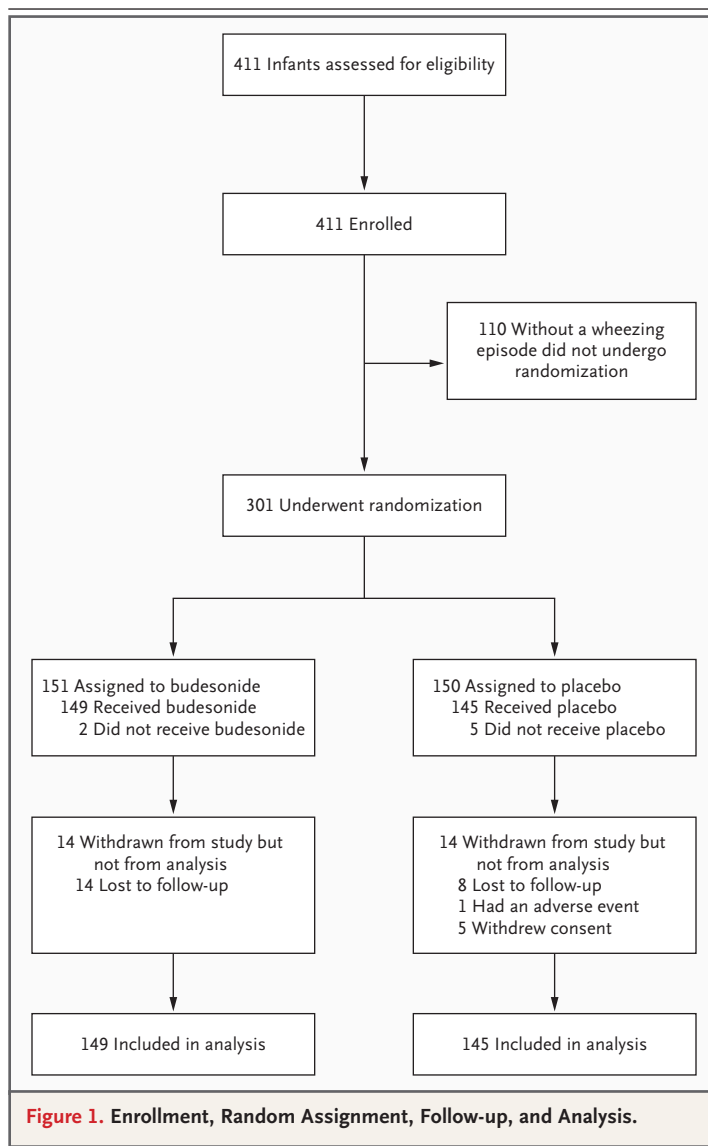 411 Infants assessed for eligibility
411 Enrolled
110 Without a wheezing
episode did not undergo
randomization
301 Underwent randomization
151 Assigned to budesonide
149 Received budesonide
2 Did not receive budesonide
150 Assigned to placebo
145 Received placebo
5 Did not receive placebo
14 Withdrawn from study but
not from analysis
14 Lost to follow-up
14 Withdrawn from study but
not from analysis
8 Lost to follow-up
1 Had an adverse event
5 Withdrew consent
149 Included in analysis
145 Included in analysis
Figure 1. Enrollment, Random Assignment, Follow-up, and Analysis.